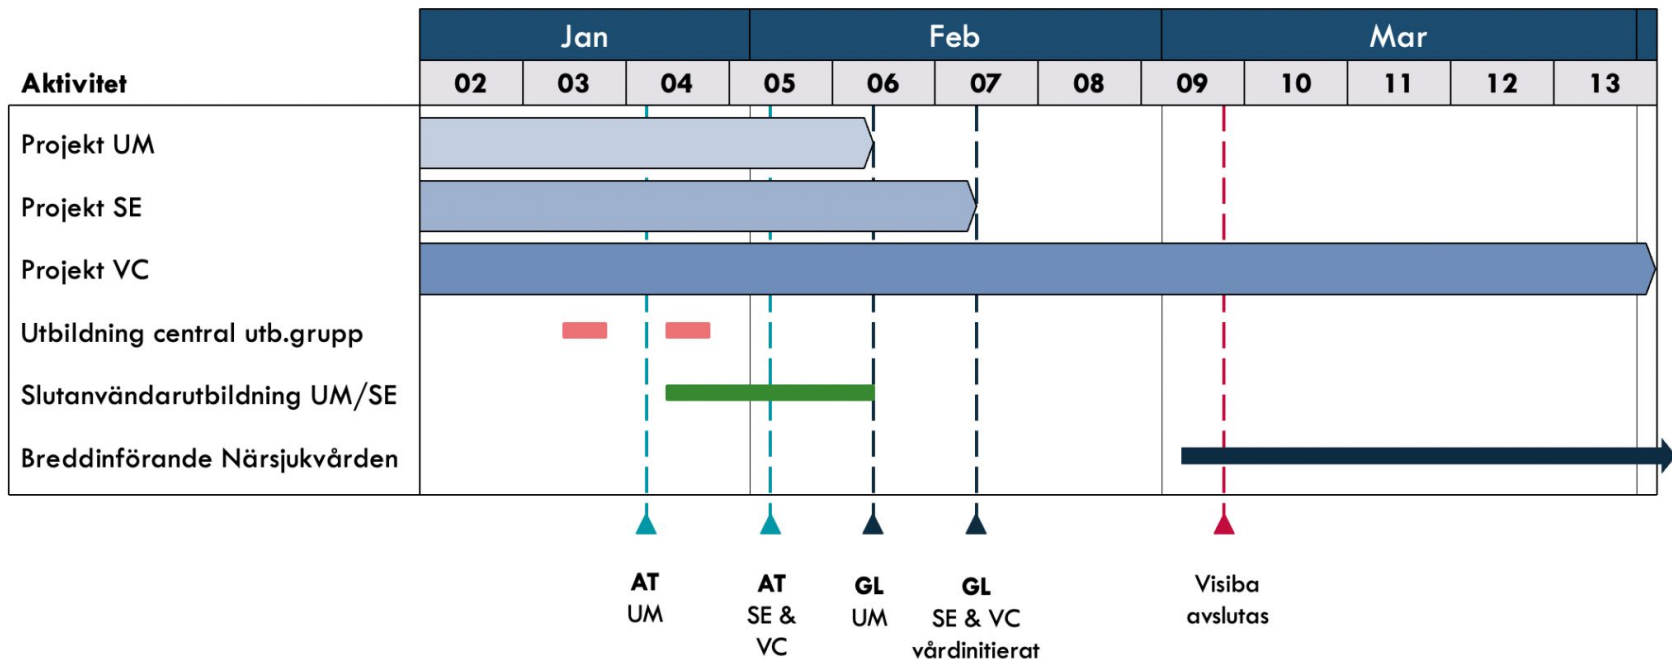 Jan Feb Mar
Aktivitet 02 03 04 05 06 07 08 09 10 11 12 13
Projekt UM
Projekt SE
Projekt VC
Utbildning central utb.grupp
Slutanvändarutbildning UM/SE
Breddinförande Närsjukvården
AT
UM
AT
SE &
VC
GL
UM
GL
SE & VC
vårdinitierat
Visiba
avslutas